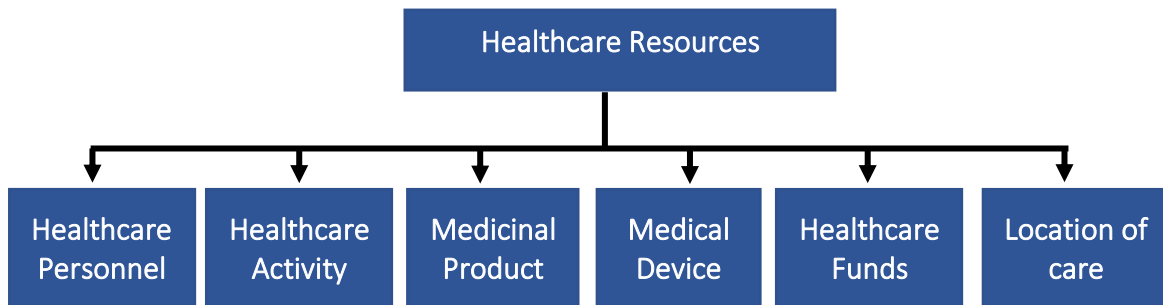 Healthcare Resources
Healthcare
Personnel
Healthcare
Activity
Medicinal
Product
Medical
Device
Healthcare
Funds
Location of
care